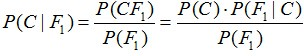 P(C | F₁) = P(CF₁) / P(F₁) = P(C) · P(F₁ | C) / P(F₁)